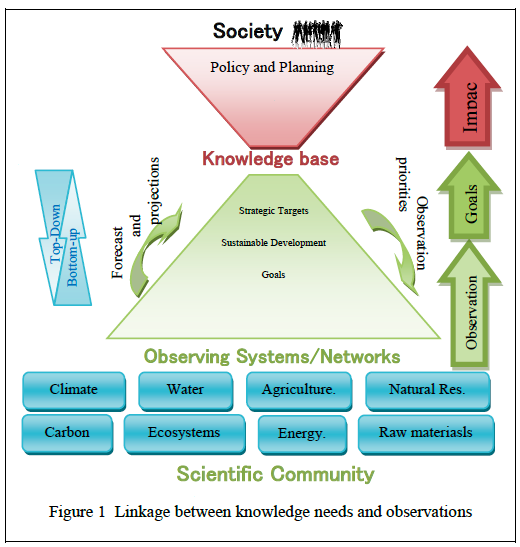 Society
Policy and Planning
Impac
Knowledge base
Top-Down
Bottom-up
Forecast
and
projections
Strategic Targets
Sustainable Development
Goals
Observation
priorites
Goals
Observation
Observing Systems/Networks
Climate
Water
Agriculture.
Natural Res.
Carbon
Ecosystems
Energy.
Raw materiasls
Scientific Community
Figure 1 Linkage between knowledge needs and observations